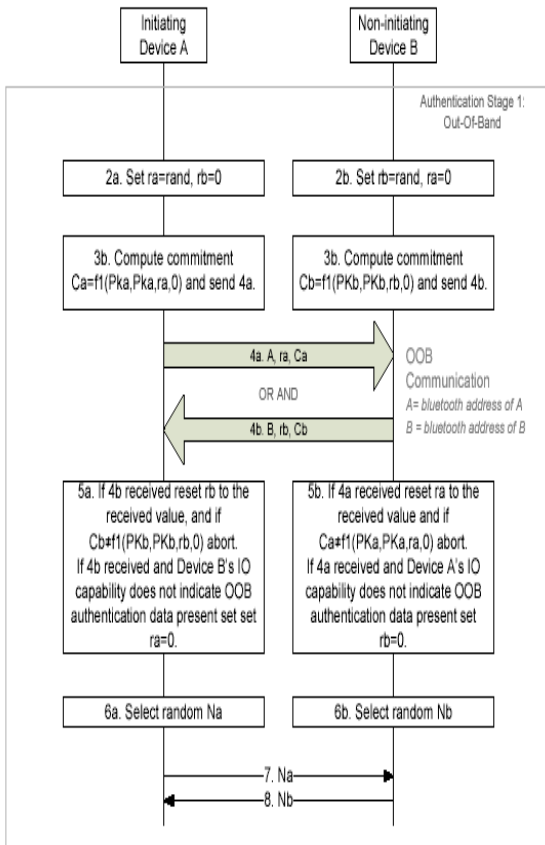 Initiating
Device A
Non-initiating
Device B
Authentication Stage 1:
Out-Of-Band
2a. Set ra=rand, rb=0
2b. Set rb=rand, ra=0
3b. Compute commitment
Ca=f1(Pka,Pka,ra,0) and send 4a.
3b. Compute commitment
Cb=f1(PKb,PKb,rb,0) and send 4b.
4a. A, ra, Ca
OOB
Communication
A= bluetooth address of A
B = bluetooth address of B
OR AND
4b. B, rb, Cb
5a. If 4b received reset rb to the
received value, and if
Cb≠f1(PKb,PKb,rb,0) abort.
If 4b received and Device B's IO
capability does not indicate OOB
authentication data present set set
ra=0.
5b. If 4a received reset ra to the
received value and if
Ca≠f1(PKa,PKa,ra,0) abort.
If 4a received and Device A's IO
capability does not indicate OOB
authentication data present set
rb=0.
6a. Select random Na
6b. Select random Nb
7. Na
8. Nb